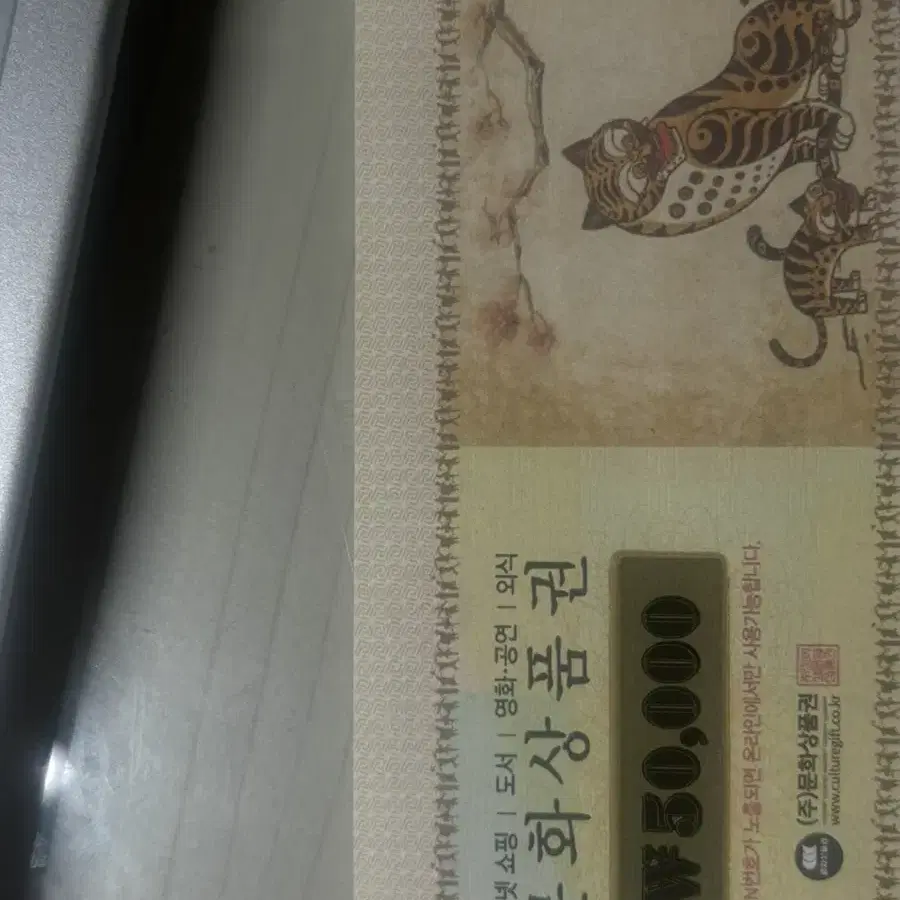 넷 쇼핑 | 도서 | 영화·공연 | 외식
화상품권
₩ 50,000
N번호가 노출되면 온라인에서만 사용가능합니다.
(주)문화상품권
www.culturegift.co.kr